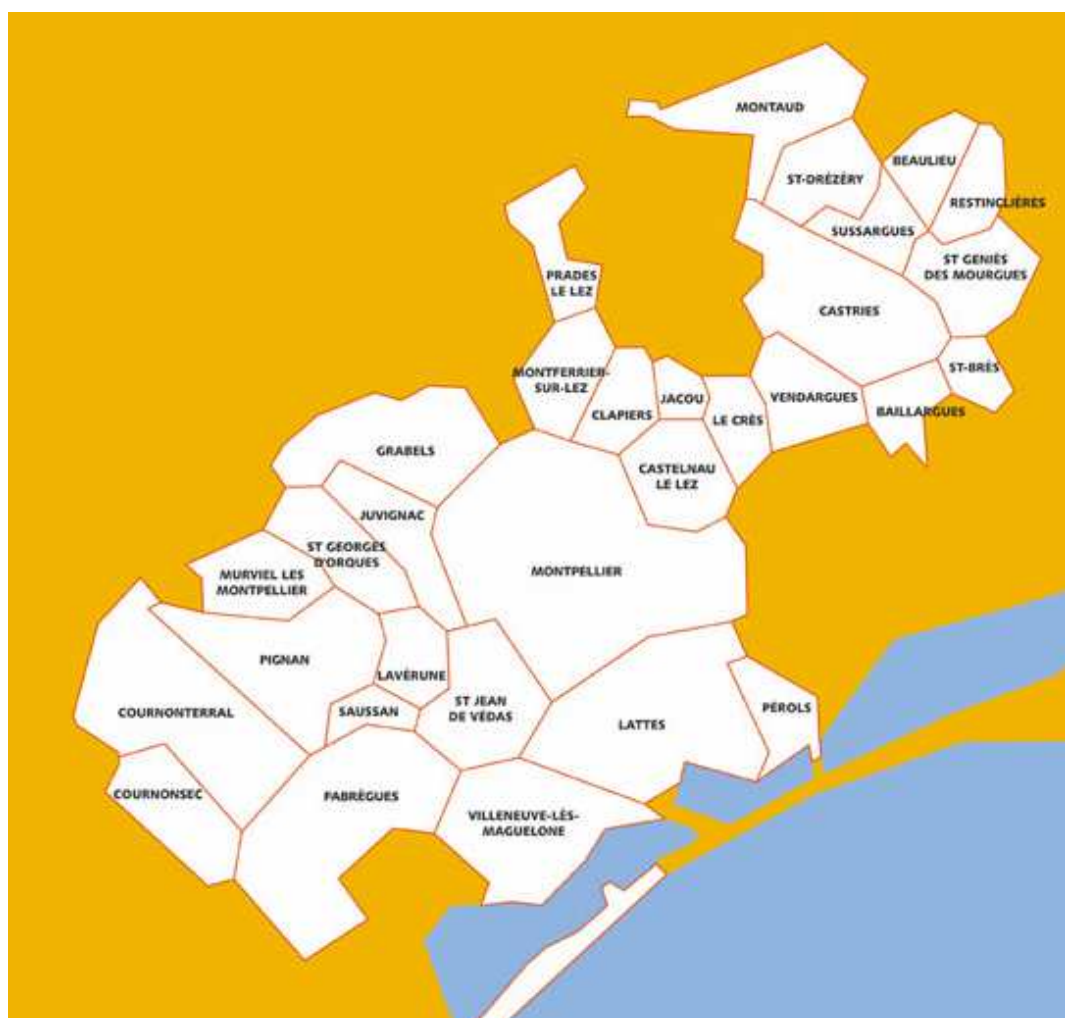 MONTAUD
BEAULIEU
ST-DRÉZÉRY
RESTINCLIÈRES
SUSSARGUES
ST GENIÈS
DES MOURGUES
PRADES
LE LEZ
CASTRIES
ST-BRÈS
MONTFERRIER-
SUR-LEZ
JACOU
VENDARGUES
CLAPIERS
LE CRÈS
BAILLARGUES
GRABELS
CASTELNAU
LE LEZ
JUVIGNAC
ST GEORGES
D'ORQUES
MURVIEL LES
MONTPELLIER
MONTPELLIER
PIGNAN
LAVÉRUNE
ST JEAN
DE VÉDAS
PÉROLS
COURNONTERRAL
SAUSSAN
LATTES
COURNONSEC
FABRÈGUES
VILLENEUVE-LÈS-
MAGUELONE